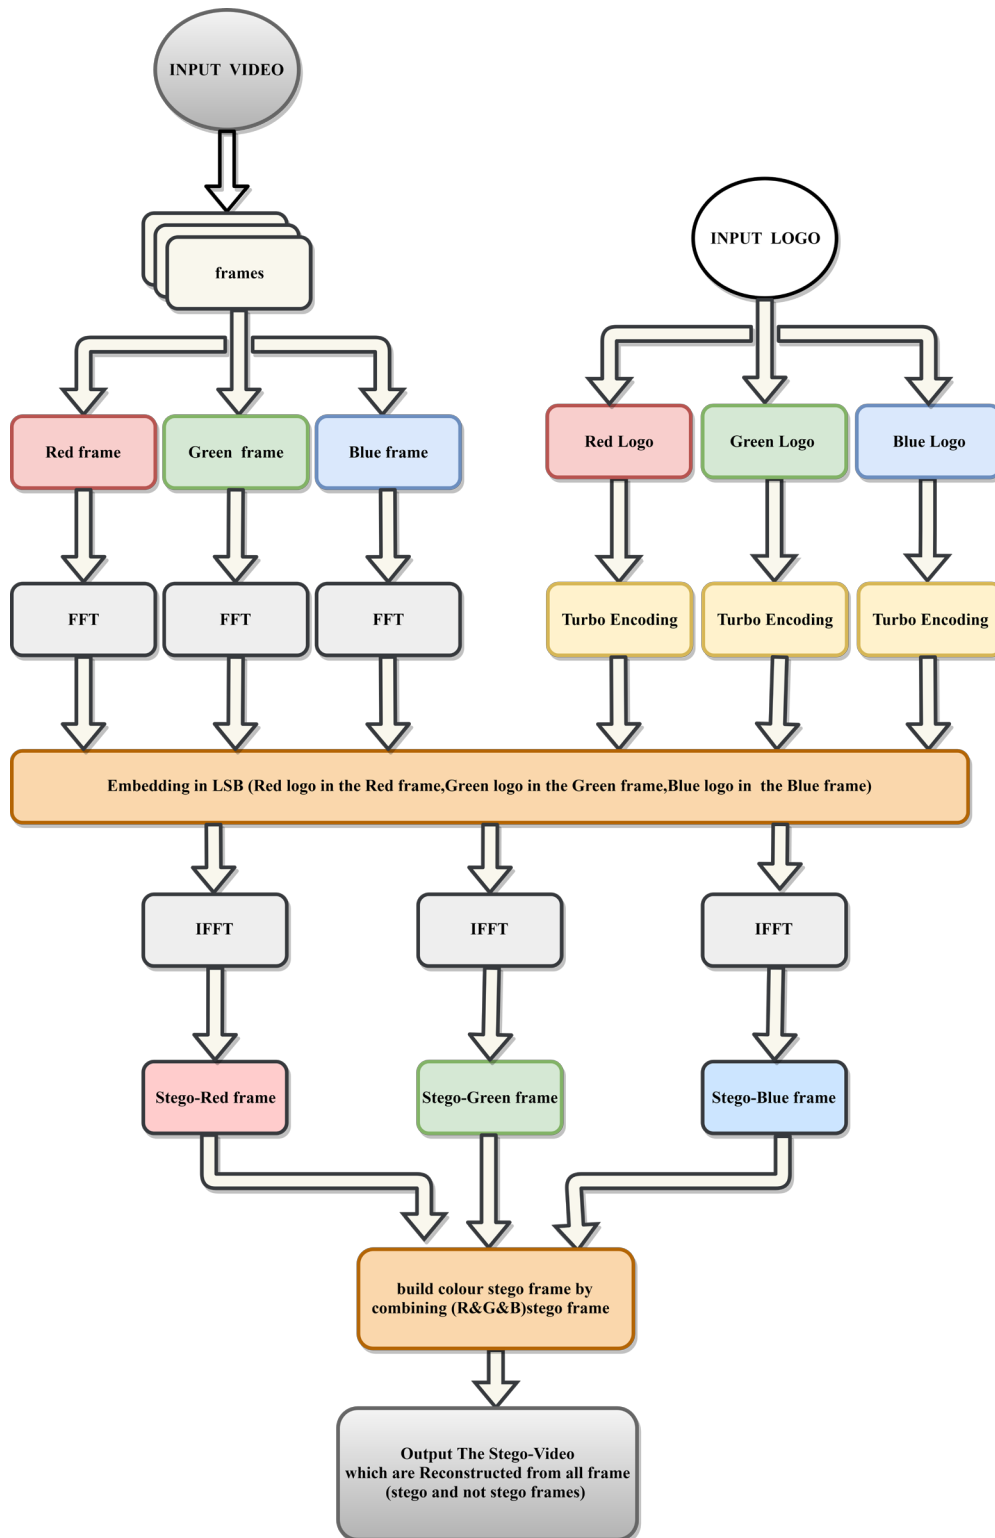 INPUT VIDEO
frames
INPUT LOGO
Red frame
Green frame
Blue frame
Red Logo
Green Logo
Blue Logo
FFT
FFT
FFT
Turbo Encoding
Turbo Encoding
Turbo Encoding
Embedding in LSB (Red logo in the Red frame,Green logo in the Green frame,Blue logo in the Blue frame)
IFFT
IFFT
IFFT
Stego-Red frame
Stego-Green frame
Stego-Blue frame
build colour stego frame by
combining (R&G&B)stego frame
Output The Stego-Video
which are Reconstructed from all frame
(stego and not stego frames)